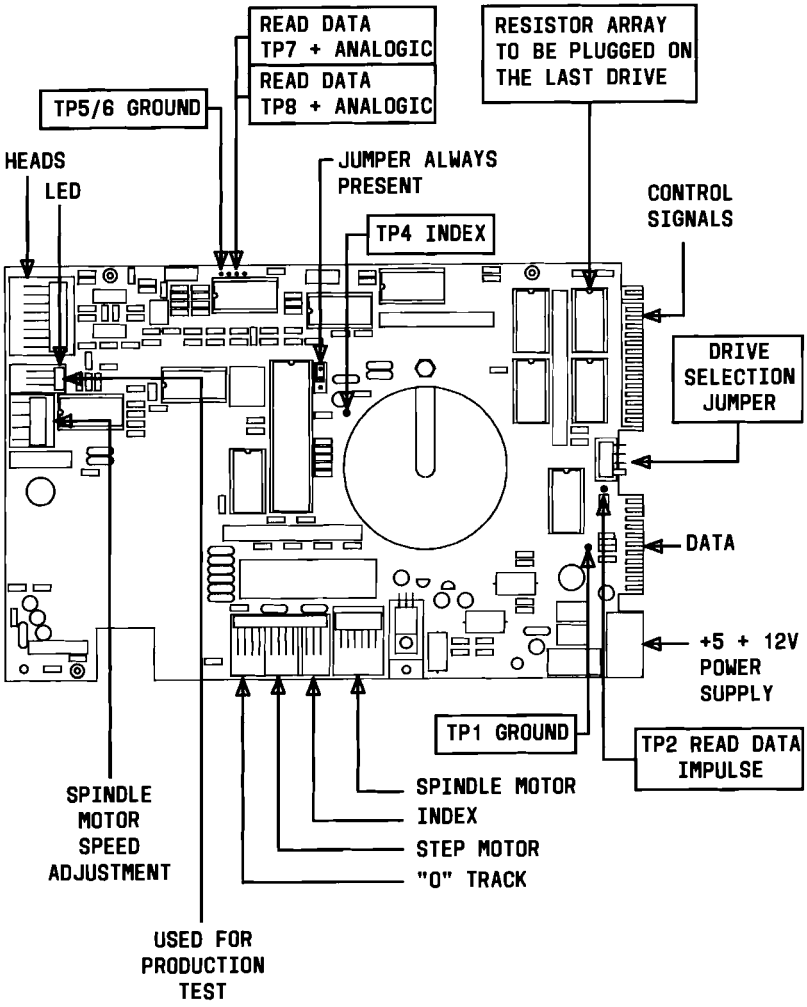 READ DATA
TP7 + ANALOGIC
READ DATA
TP8 + ANALOGIC
RESISTOR ARRAY
TO BE PLUGGED ON
THE LAST DRIVE
TP5/6 GROUND
HEADS
LED
JUMPER ALWAYS
PRESENT
TP4 INDEX
CONTROL
SIGNALS
DRIVE
SELECTION
JUMPER
DATA
+5 + 12V
POWER
SUPPLY
TP1 GROUND
TP2 READ DATA
IMPULSE
SPINDLE MOTOR
INDEX
STEP MOTOR
"0" TRACK
SPINDLE
MOTOR
SPEED
ADJUSTMENT
USED FOR
PRODUCTION
TEST